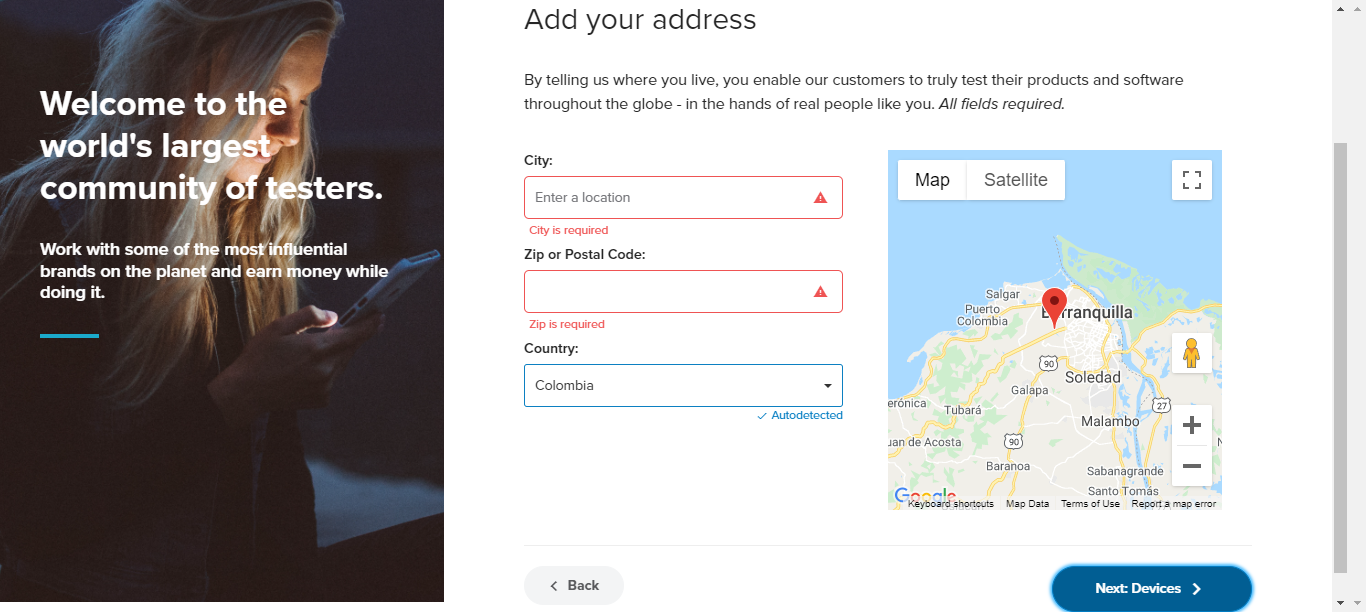 Add your address
Welcome to the
world's largest
community of testers.
Work with some of the most influential
brands on the planet and earn money while
doing it.
By telling us where you live, you enable our customers to truly test their products and software
throughout the globe - in the hands of real people like you. All fields required.
City:
Enter a location
City is required
Zip or Postal Code:
Zip is required
Country:
Colombia
Autodetected
Map
Satellite
Salgar
Puerto
Colombia
Barranquilla
90
Soledad
Galapa
27
Tubará
Malambo
90
Baranoa
Sabanagrande
Santo Tomás
Google
Keyboard shortcuts
Map Data
Terms of Use
Report a map error
Back
Next: Devices